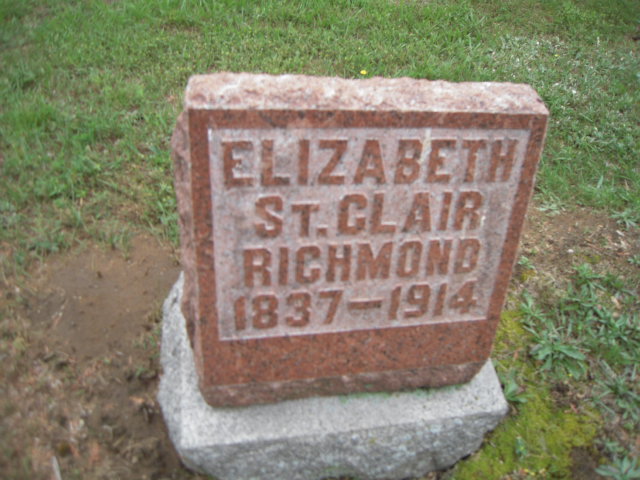 ELIZABETH
ST. CLAIR
RICHMOND
1837—1914